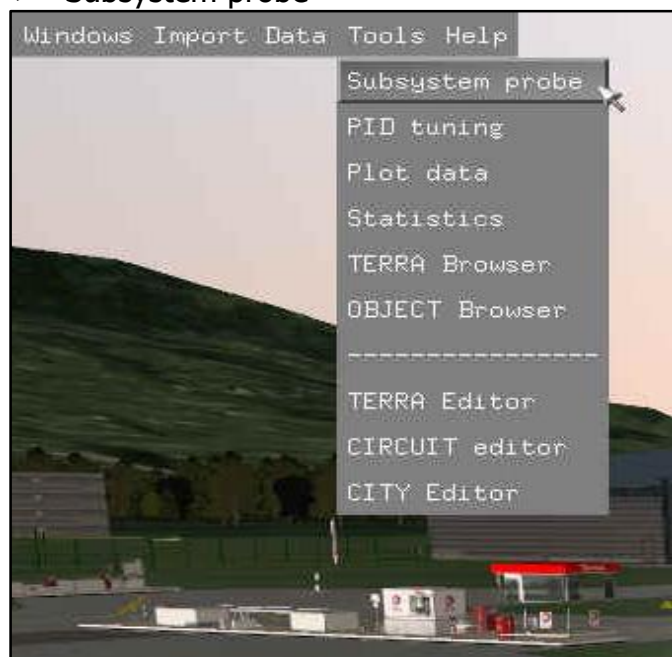 Subsystem probe
Windows Import Data Tools Help
Subsystem probe
PID tuning
Plot data
Statistics
TERRA Browser
OBJECT Browser
----------------
TERRA Editor
CIRCUIT editor
CITY Editor